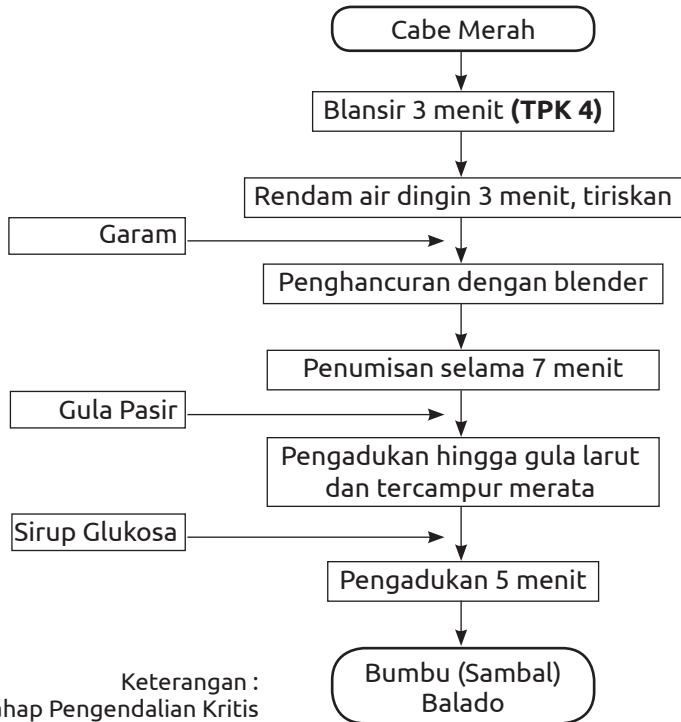 Cabe Merah
Blansir 3 menit (TPK 4)
Rendam air dingin 3 menit, tiriskan
Garam
Penghancuran dengan blender
Penumisan selama 7 menit
Gula Pasir
Pengadukan hingga gula larut
dan tercampur merata
Sirup Glukosa
Pengadukan 5 menit
Bumbu (Sambal)
Balado
Keterangan :
Pengendalian Kritis